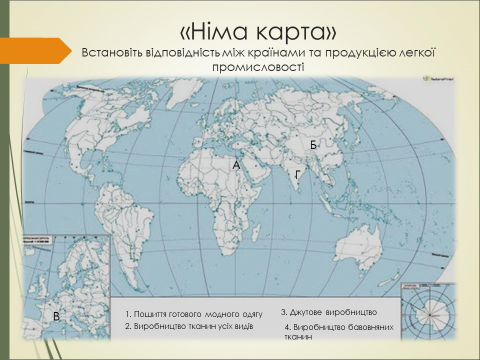 «Німа карта»
Встановіть відповідність між країнами та продукцією легкої
промисловості
Б
А
Г
В
1. Пошиття готового модного одягу
2. Виробництво тканин усіх видів
3. Джутове виробництво
4. Виробництво бавовняних
тканин